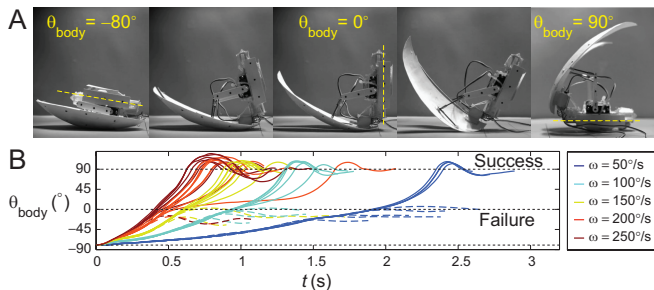 A
θbody = −80°
θbody = 0°
θbody = 90°
B
θbody (°)
90
45
0
−45
−90
Success
Failure
0
0.5
1
1.5
2
2.5
3
t (s)
ω = 50°/s
ω = 100°/s
ω = 150°/s
ω = 200°/s
ω = 250°/s